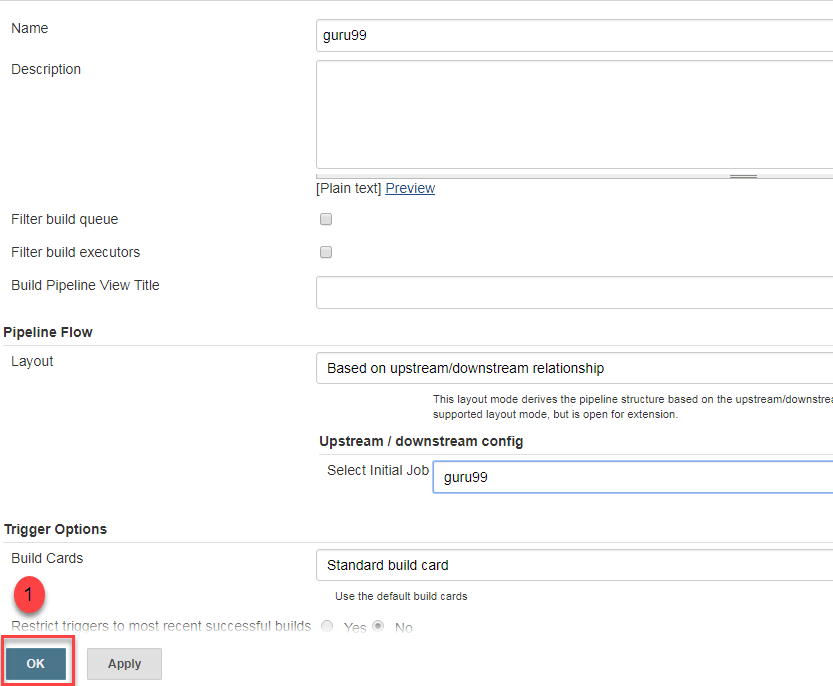 Name
guru99
Description
[Plain text] Preview
Filter build queue
Filter build executors
Build Pipeline View Title
Pipeline Flow
Layout
Based on upstream/downstream relationship
This layout mode derives the pipeline structure based on the upstream/downstrea
supported layout mode, but is open for extension.
Upstream / downstream config
Select Initial Job
guru99
Trigger Options
Build Cards
Standard build card
1
Use the default build cards
Restrict triggers to most recent successful builds Yes No
OK Apply